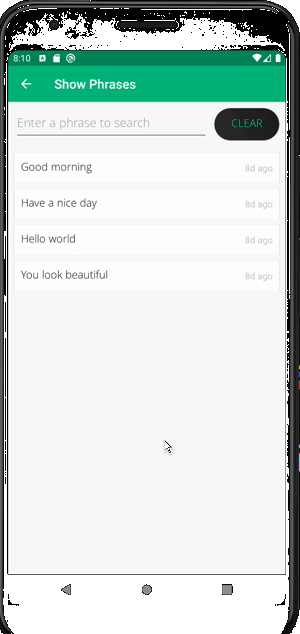 8:10
Show Phrases
Enter a phrase to search
CLEAR
Good morning 8d ago
Have a nice day 8d ago
Hello world 8d ago
You look beautiful 8d ago